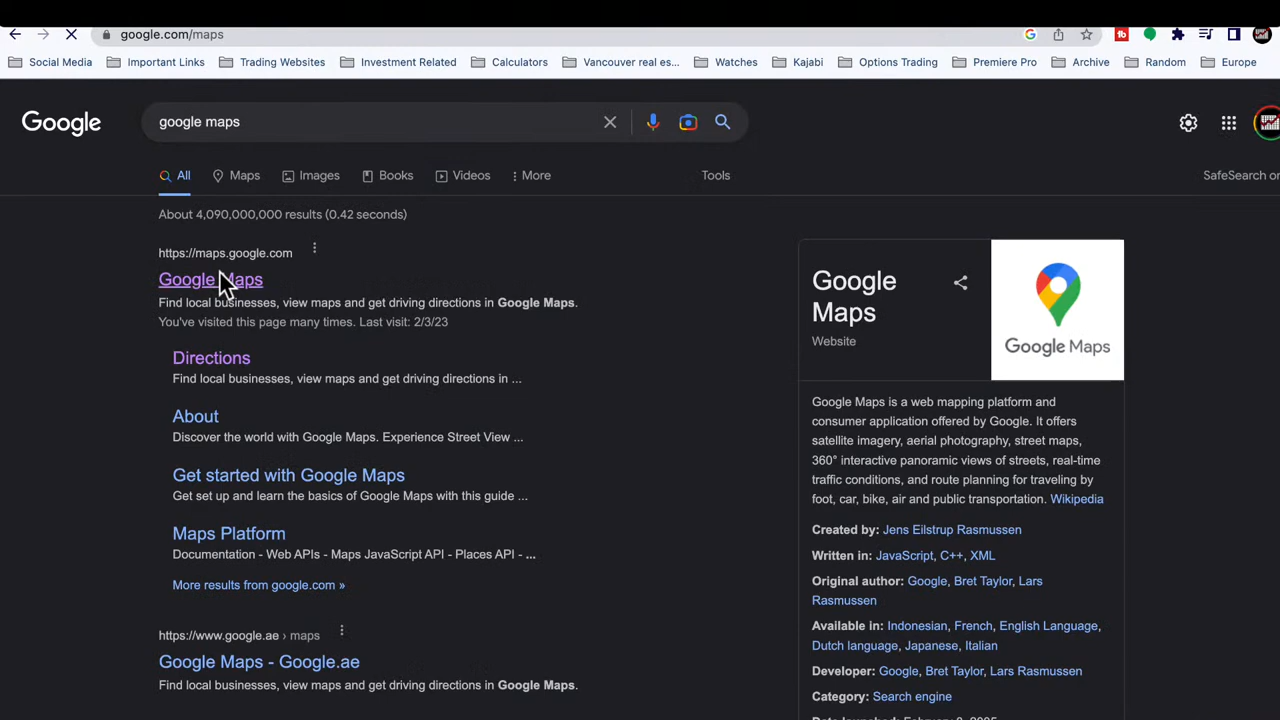 google.com/maps
Social Media Important Links Trading Websites Investment Related Calculators Vancouver real es... Watches Kajabi Options Trading Premiere Pro Archive Random Europe
Google google maps
All Maps Images Books Videos More Tools SafeSearch on
About 4,090,000,000 results (0.42 seconds)
https://maps.google.com
Google Maps
Find local businesses, view maps and get driving directions in Google Maps.
You've visited this page many times. Last visit: 2/3/23
Directions
Find local businesses, view maps and get driving directions in ...
About
Discover the world with Google Maps. Experience Street View ...
Get started with Google Maps
Get set up and learn the basics of Google Maps with this guide ...
Maps Platform
Documentation - Web APIs - Maps JavaScript API - Places API - ...
More results from google.com »
https://www.google.ae › maps
Google Maps - Google.ae
Find local businesses, view maps and get driving directions in Google Maps.
Google
Maps
Website
Google Maps
Google Maps is a web mapping platform and
consumer application offered by Google. It offers
satellite imagery, aerial photography, street maps,
360° interactive panoramic views of streets, real-time
traffic conditions, and route planning for traveling by
foot, car, bike, air and public transportation. Wikipedia
Created by: Jens Eilstrup Rasmussen
Written in: JavaScript, C++, XML
Original author: Google, Bret Taylor, Lars
Rasmussen
Available in: Indonesian, French, English Language,
Dutch language, Japanese, Italian
Developer: Google, Bret Taylor, Lars Rasmussen
Category: Search engine
Date launched: February 8, 2005